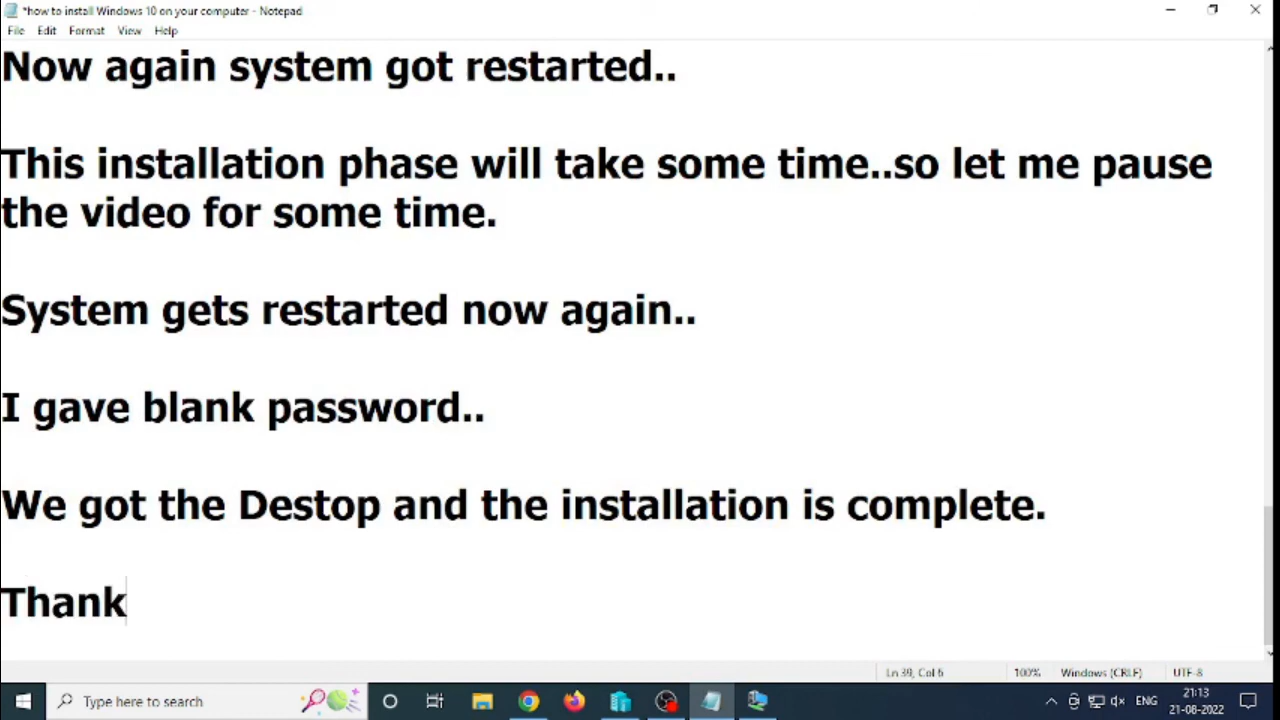 *how to install Windows 10 on your computer - Notepad
File Edit Format View Help
Now again system got restarted..
This installation phase will take some time..so let me pause
the video for some time.
System gets restarted now again..
I gave blank password..
We got the Destop and the installation is complete.
Thank
Ln 39, Col 6 100% Windows (CRLF) UTF-8
Type here to search ENG 21:13
21-08-2022